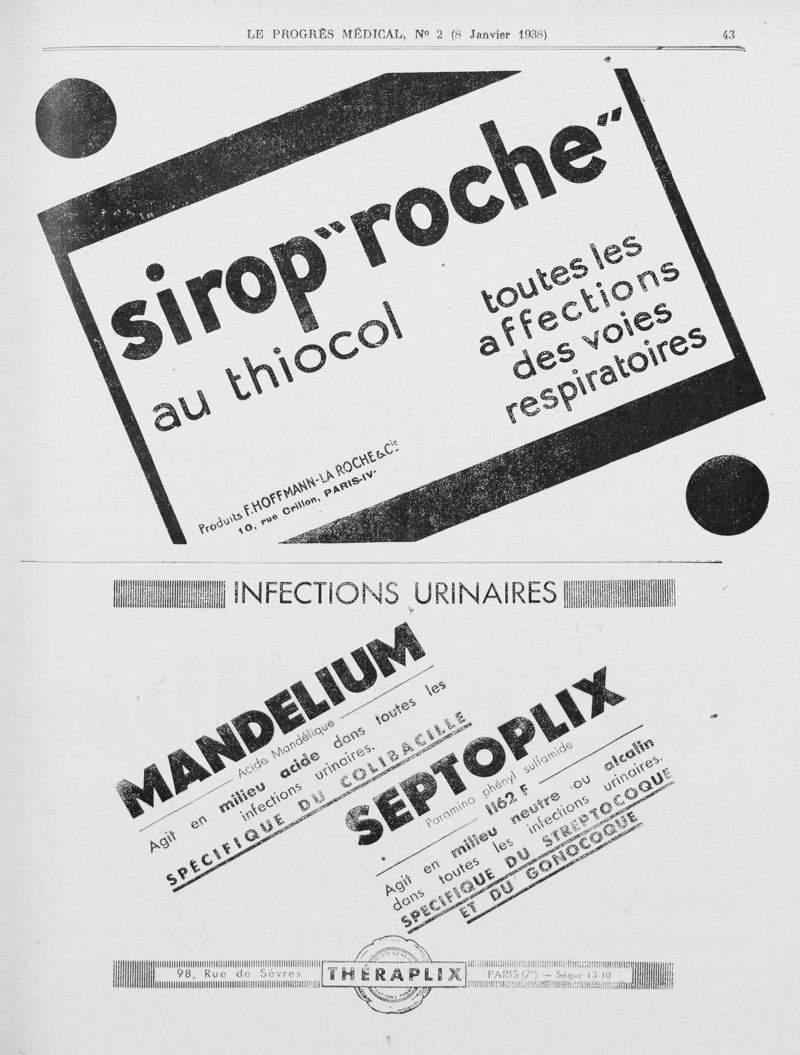 LE PROGRÈS MÉDICAL, Nº 2 (8 Janvier 1938)
43
sirop "roche"
au thiocol
toutes les
affections
des voies
respiratoires
Produits F. HOFFMANN-LA ROCHE & Cie
10, rue Crillon, PARIS-IV·
INFECTIONS URINAIRES
MANDELIUM
Acide Mandélique
Agit en milieu acide dans toutes les
infections urinaires.
SPÉCIFIQUE DU COLIBACILLE
SEPTOPLIX
Paramino phényl sulfamide
1162 F
Agit en milieu neutre ou alcalin
dans toutes les infections urinaires.
SPÉCIFIQUE DU STREPTOCOQUE
ET DU GONOCOQUE
98, Rue de Sèvres
THÉRAPLIX
PARIS (7e) — Ségur 13-10